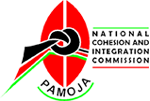 NATIONAL
COHESION AND
INTEGRATION
COMMISSION
PAMOJA